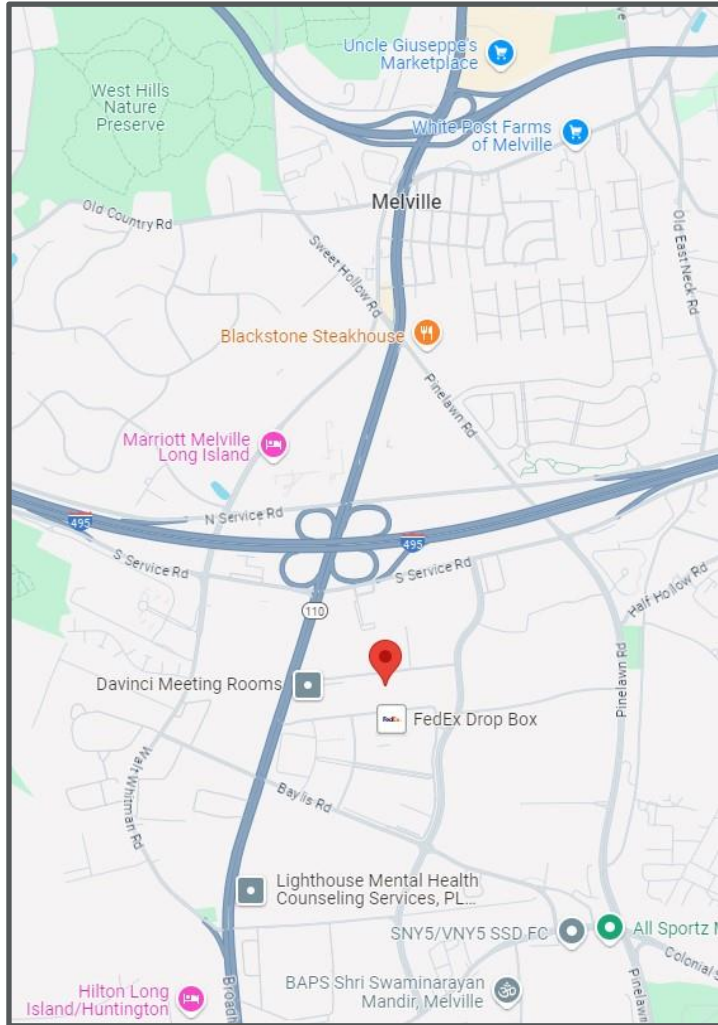 Uncle Giuseppe's
Marketplace
West Hills
Nature
Preserve
White Post Farms
of Melville
Melville
Old Country Rd
Old East Neck Rd
Sweet Hollow Rd
Blackstone Steakhouse
Pinelawn Rd
Marriott Melville
Long Island
N Service Rd
495
495
S Service Rd
S Service Rd
Half Hollow Rd
110
Pinelawn Rd
Davinci Meeting Rooms
FedEx
FedEx Drop Box
Walt Whitman Rd
Baylis Rd
Lighthouse Mental Health
Counseling Services, PL...
SNY5/VNY5 SSD FC
All Sportz M
Colonial S
BAPS Shri Swaminarayan
Mandir, Melville
Pinelawn
Hilton Long
Island/Huntington
Broadh